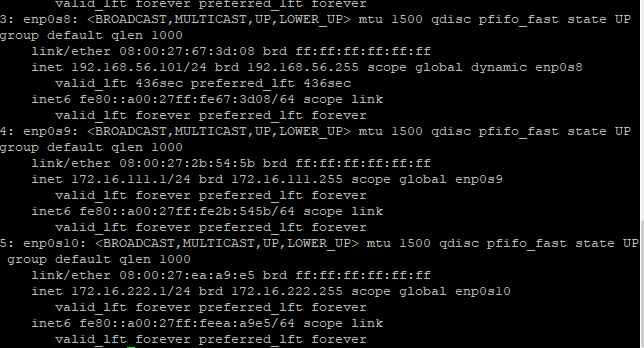 valid_lft forever preferred_lft forever
3: enp0s8: <BROADCAST,MULTICAST,UP,LOWER_UP> mtu 1500 qdisc pfifo_fast state UP
group default qlen 1000
link/ether 08:00:27:67:3d:08 brd ff:ff:ff:ff:ff:ff
inet 192.168.56.101/24 brd 192.168.56.255 scope global dynamic enp0s8
valid_lft 436sec preferred_lft 436sec
inet6 fe80::a00:27ff:fe67:3d08/64 scope link
valid_lft forever preferred_lft forever
4: enp0s9: <BROADCAST,MULTICAST,UP,LOWER_UP> mtu 1500 qdisc pfifo_fast state UP
group default qlen 1000
link/ether 08:00:27:2b:54:5b brd ff:ff:ff:ff:ff:ff
inet 172.16.111.1/24 brd 172.16.111.255 scope global enp0s9
valid_lft forever preferred_lft forever
inet6 fe80::a00:27ff:fe2b:545b/64 scope link
valid_lft forever preferred_lft forever
5: enp0s10: <BROADCAST,MULTICAST,UP,LOWER_UP> mtu 1500 qdisc pfifo_fast state UP
group default qlen 1000
link/ether 08:00:27:ea:a9:e5 brd ff:ff:ff:ff:ff:ff
inet 172.16.222.1/24 brd 172.16.222.255 scope global enp0s10
valid_lft forever preferred_lft forever
inet6 fe80::a00:27ff:feea:a9e5/64 scope link
valid_lft forever preferred_lft forever